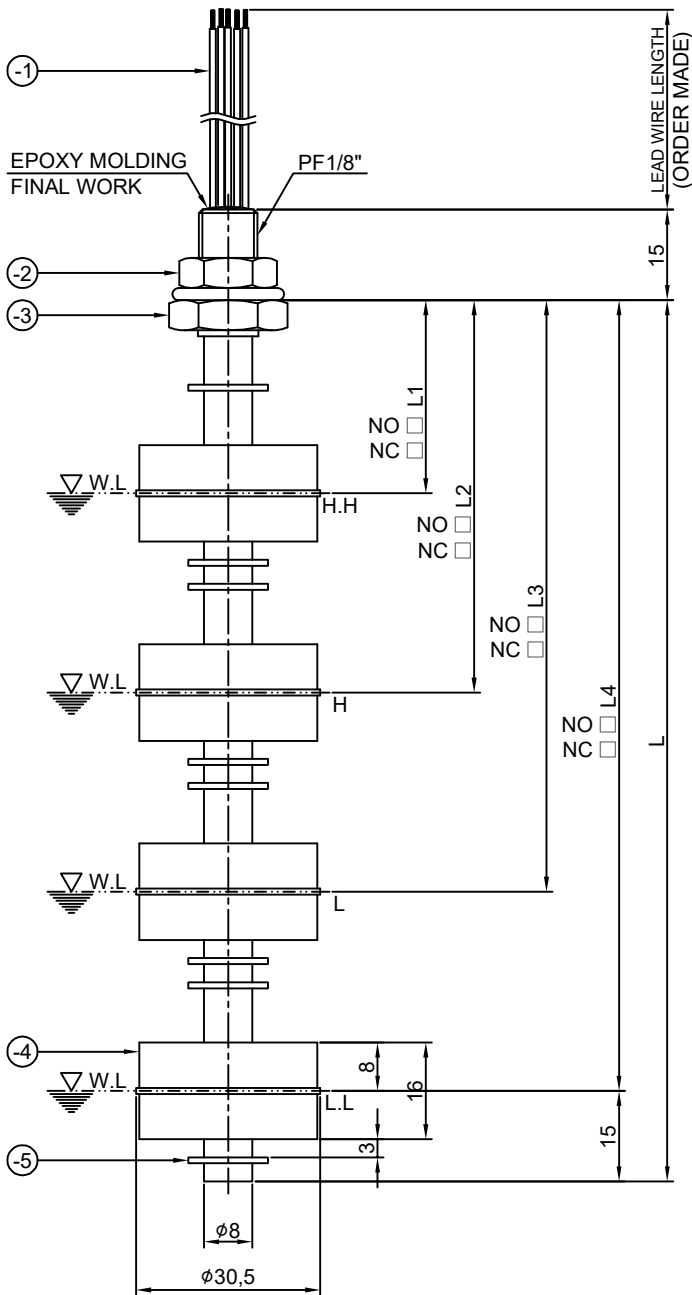 -1
LEAD WIRE LENGTH
(ORDER MADE)
EPOXY MOLDING
FINAL WORK
PF1/8"
15
-2
-3
L1
NO □
NC □
W.L
H.H
L2
NO □
NC □
L3
NO □
NC □
W.L
H
L4
NO □
NC □
L
W.L
L
-4
8
16
W.L
L.L
15
3
-5
ϕ8
ϕ30,5